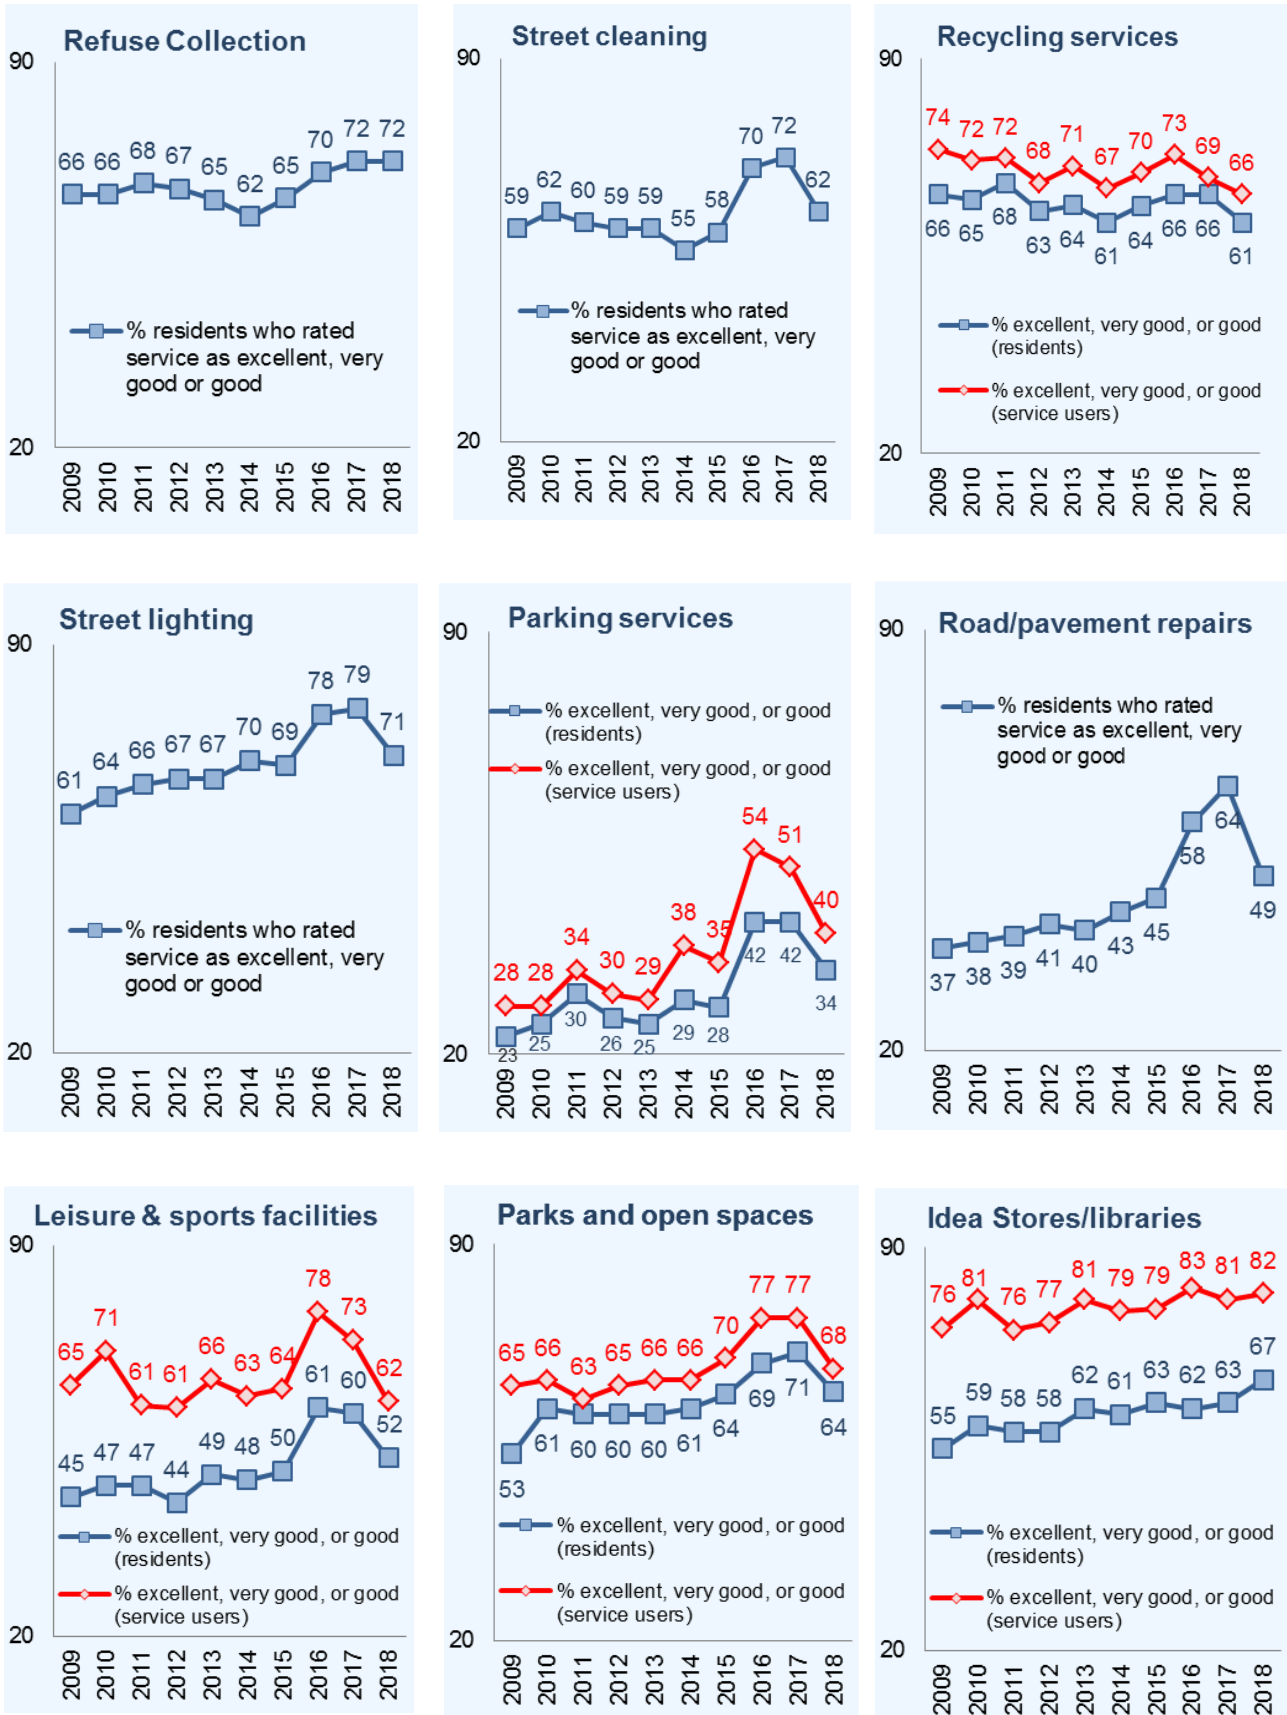 Refuse Collection
90
66 66 68 67 65 62 65 70 72 72
% residents who rated
service as excellent, very
good or good
20
2009 2010 2011 2012 2013 2014 2015 2016 2017 2018
Street cleaning
90
59 62 60 59 59 55 58 70 72 62
% residents who rated
service as excellent, very
good or good
20
2009 2010 2011 2012 2013 2014 2015 2016 2017 2018
Recycling services
90
74 72 72 68 71 67 70 73 69 66
66 65 68 63 64 61 64 66 66 61
% excellent, very good, or good
(residents)
% excellent, very good, or good
(service users)
20
2009 2010 2011 2012 2013 2014 2015 2016 2017 2018
Street lighting
90
61 64 66 67 67 70 69 78 79 71
% residents who rated
service as excellent, very
good or good
20
2009 2010 2011 2012 2013 2014 2015 2016 2017 2018
Parking services
90
% excellent, very good, or good
(residents)
% excellent, very good, or good
(service users)
28 28 34 30 29 38 35 54 51 40
23 25 30 26 25 29 28 42 42 34
20
2009 2010 2011 2012 2013 2014 2015 2016 2017 2018
Road/pavement repairs
90
% residents who rated
service as excellent, very
good or good
37 38 39 41 40 43 45 58 64 49
20
2009 2010 2011 2012 2013 2014 2015 2016 2017 2018
Leisure & sports facilities
90
65 71 61 61 66 63 64 78 73 62
45 47 47 44 49 48 50 61 60 52
% excellent, very good, or good
(residents)
% excellent, very good, or good
(service users)
20
2009 2010 2011 2012 2013 2014 2015 2016 2017 2018
Parks and open spaces
90
65 66 63 65 66 66 70 77 77 68
53 61 60 60 60 61 64 69 71 64
% excellent, very good, or good
(residents)
% excellent, very good, or good
(service users)
20
2009 2010 2011 2012 2013 2014 2015 2016 2017 2018
Idea Stores/libraries
90
76 81 76 77 81 79 79 83 81 82
55 59 58 58 62 61 63 62 63 67
% excellent, very good, or good
(residents)
% excellent, very good, or good
(service users)
20
2009 2010 2011 2012 2013 2014 2015 2016 2017 2018